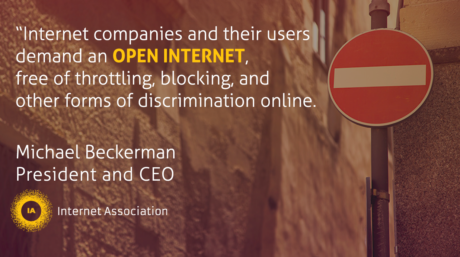 “Internet companies and their users
demand an OPEN INTERNET,
free of throttling, blocking, and
other forms of discrimination online.
Michael Beckerman
President and CEO
IA
Internet Association